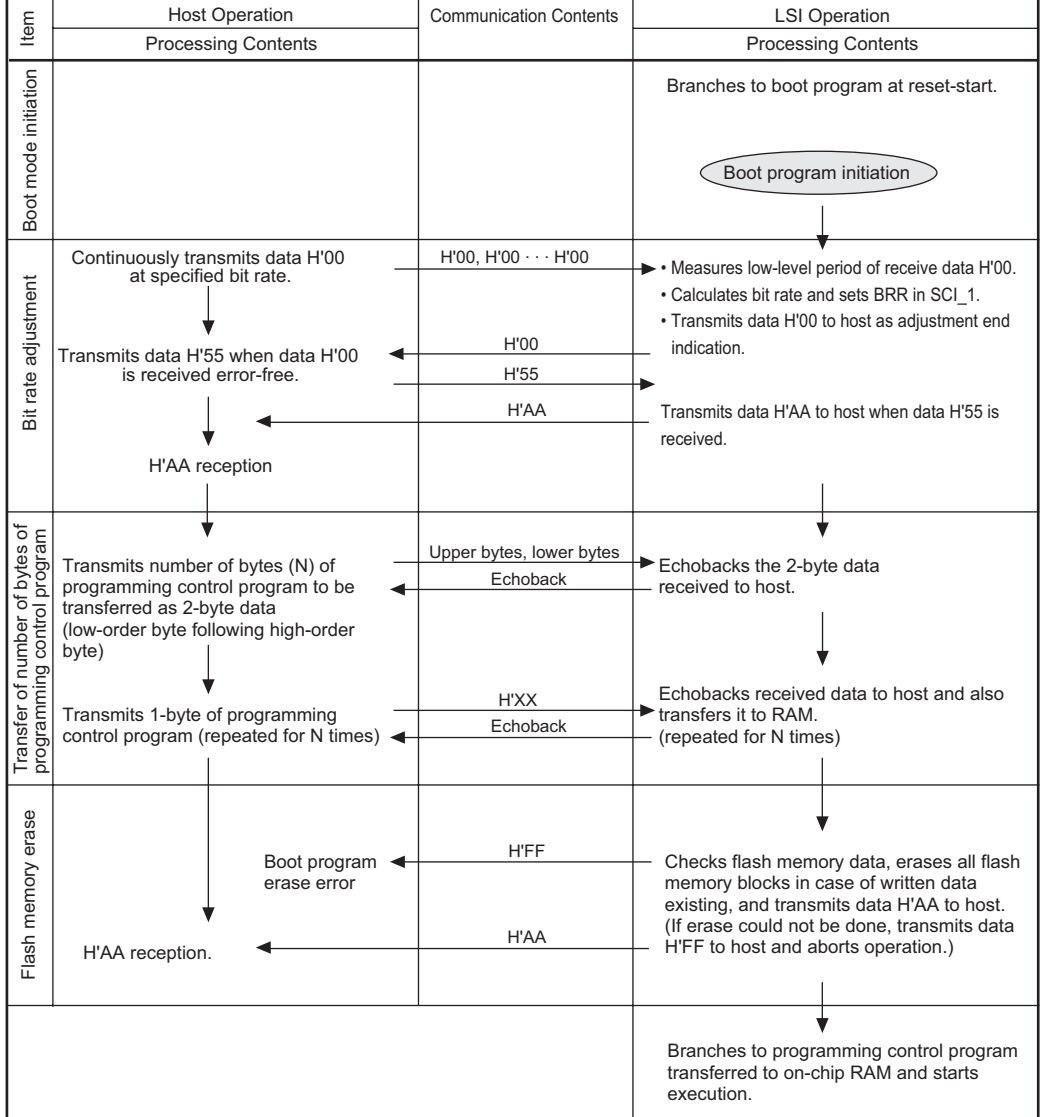 Item
Host Operation
Communication Contents
LSI Operation
Processing Contents
Processing Contents
Boot mode initiation
Branches to boot program at reset-start.
Boot program initiation
Bit rate adjustment
Continuously transmits data H'00
at specified bit rate.
H'00, H'00 · · · H'00
• Measures low-level period of receive data H'00.
• Calculates bit rate and sets BRR in SCI_1.
• Transmits data H'00 to host as adjustment end
indication.
H'00
Transmits data H'55 when data H'00
is received error-free.
H'55
H'AA
Transmits data H'AA to host when data H'55 is
received.
H'AA reception
Transfer of number of bytes of
programming control program
Transmits number of bytes (N) of
programming control program to be
transferred as 2-byte data
(low-order byte following high-order
byte)
Upper bytes, lower bytes
Echoback
Echobacks the 2-byte data
received to host.
Transmits 1-byte of programming
control program (repeated for N times)
H'XX
Echoback
Echobacks received data to host and also
transfers it to RAM.
(repeated for N times)
Flash memory erase
Boot program
erase error
H'FF
Checks flash memory data, erases all flash
memory blocks in case of written data
existing, and transmits data H'AA to host.
(If erase could not be done, transmits data
H'FF to host and aborts operation.)
H'AA reception.
H'AA
Branches to programming control program
transferred to on-chip RAM and starts
execution.